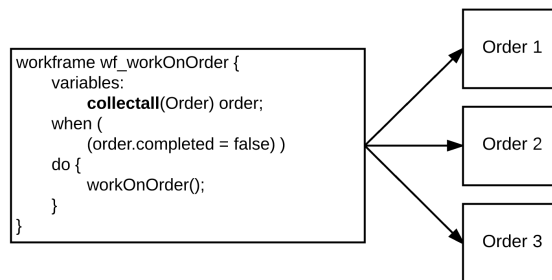 workframe wf_workOnOrder {
variables:
collectall(Order) order;
when (
(order.completed = false) )
do {
workOnOrder();
}
}
Order 1
Order 2
Order 3